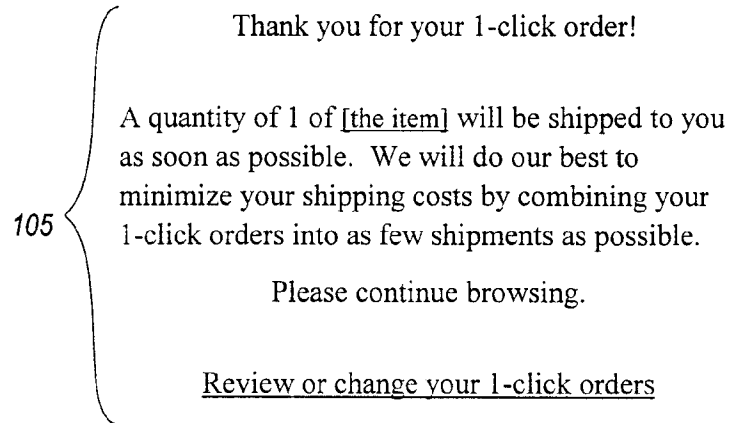 Thank you for your 1-click order!
A quantity of 1 of [the item] will be shipped to you
as soon as possible. We will do our best to
minimize your shipping costs by combining your
105
1-click orders into as few shipments as possible.
Please continue browsing.
Review or change your 1-click orders